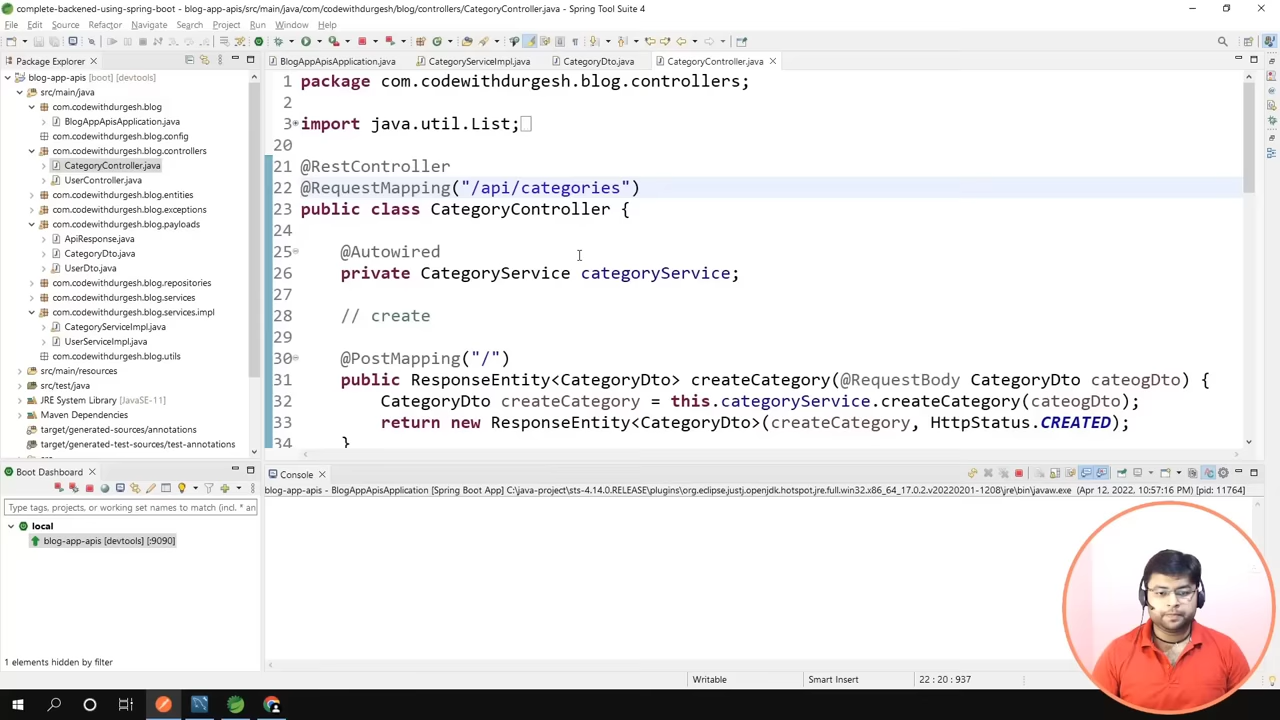 complete-backened-using-spring-boot - blog-app-apis/src/main/java/com/codewithdurgesh/blog/controllers/CategoryController.java - Spring Tool Suite 4
File Edit Source Refactor Navigate Search Project Run Window Help
Package Explorer
blog-app-apis [boot] [devtools]
src/main/java
com.codewithdurgesh.blog
BlogAppApisApplication.java
com.codewithdurgesh.blog.config
com.codewithdurgesh.blog.controllers
CategoryController.java
UserController.java
com.codewithdurgesh.blog.entities
com.codewithdurgesh.blog.exceptions
com.codewithdurgesh.blog.payloads
ApiResponse.java
CategoryDto.java
UserDto.java
com.codewithdurgesh.blog.repositories
com.codewithdurgesh.blog.services
com.codewithdurgesh.blog.services.impl
CategoryServiceImpl.java
UserServiceImpl.java
com.codewithdurgesh.blog.utils
src/main/resources
src/test/java
JRE System Library [JavaSE-11]
Maven Dependencies
target/generated-sources/annotations
target/generated-test-sources/test-annotations
BlogAppApisApplication.java CategoryServiceImpl.java CategoryDto.java CategoryController.java
1 package com.codewithdurgesh.blog.controllers;
2
3 import java.util.List;
20
21 @RestController
22 @RequestMapping("/api/categories")
23 public class CategoryController {
24
25 @Autowired
26 private CategoryService categoryService;
27
28 // create
29
30 @PostMapping("/")
31 public ResponseEntity<CategoryDto> createCategory(@RequestBody CategoryDto cateogDto) {
32 CategoryDto createCategory = this.categoryService.createCategory(cateogDto);
33 return new ResponseEntity<CategoryDto>(createCategory, HttpStatus.CREATED);
34 }
Boot Dashboard
Type tags, projects, or working set names to match (incl. * an
local
blog-app-apis [devtools] [:9090]
1 elements hidden by filter
Console
blog-app-apis - BlogAppApisApplication [Spring Boot App] C:\java-project\sts-4.14.0.RELEASE\plugins\org.eclipse.justj.openjdk.hotspot.jre.full.win32.x86_64_17.0.2.v20220201-1208\jre\bin\javaw.exe (Apr 12, 2022, 10:57:16 PM) [pid: 11764]
Writable Smart Insert 22 : 20 : 937